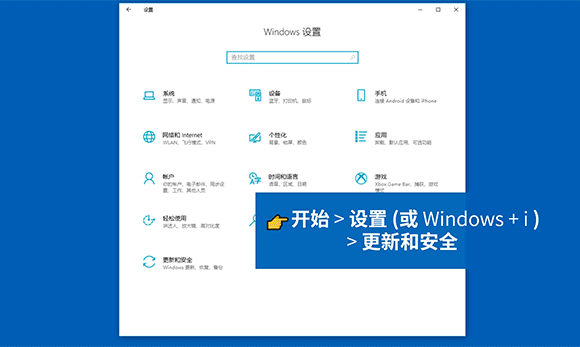 设置
Windows 设置
查找设置
系统
显示、声音、通知、电源
设备
蓝牙、打印机、鼠标
手机
连接 Android 设备和 iPhone
网络和 Internet
WLAN、飞行模式、VPN
个性化
背景、锁屏、颜色
应用
卸载、默认应用、可选功能
帐户
你的帐户、电子邮件、同步设置、工作、其他人员
时间和语言
语音、区域、日期
游戏
Xbox Game Bar、捕获、游戏模式
轻松使用
讲述人、放大镜、高对比度
更新和安全
Windows 更新、恢复、备份
开始 > 设置 (或 Windows + i )
> 更新和安全